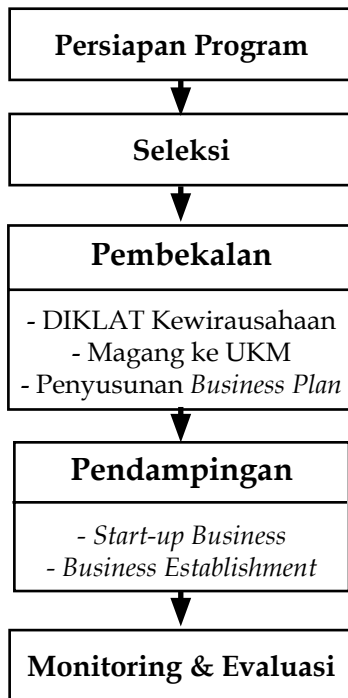 Persiapan Program
Seleksi
Pembekalan
- DIKLAT Kewirausahaan
- Magang ke UKM
- Penyusunan Business Plan
Pendampingan
- Start-up Business
- Business Establishment
Monitoring & Evaluasi